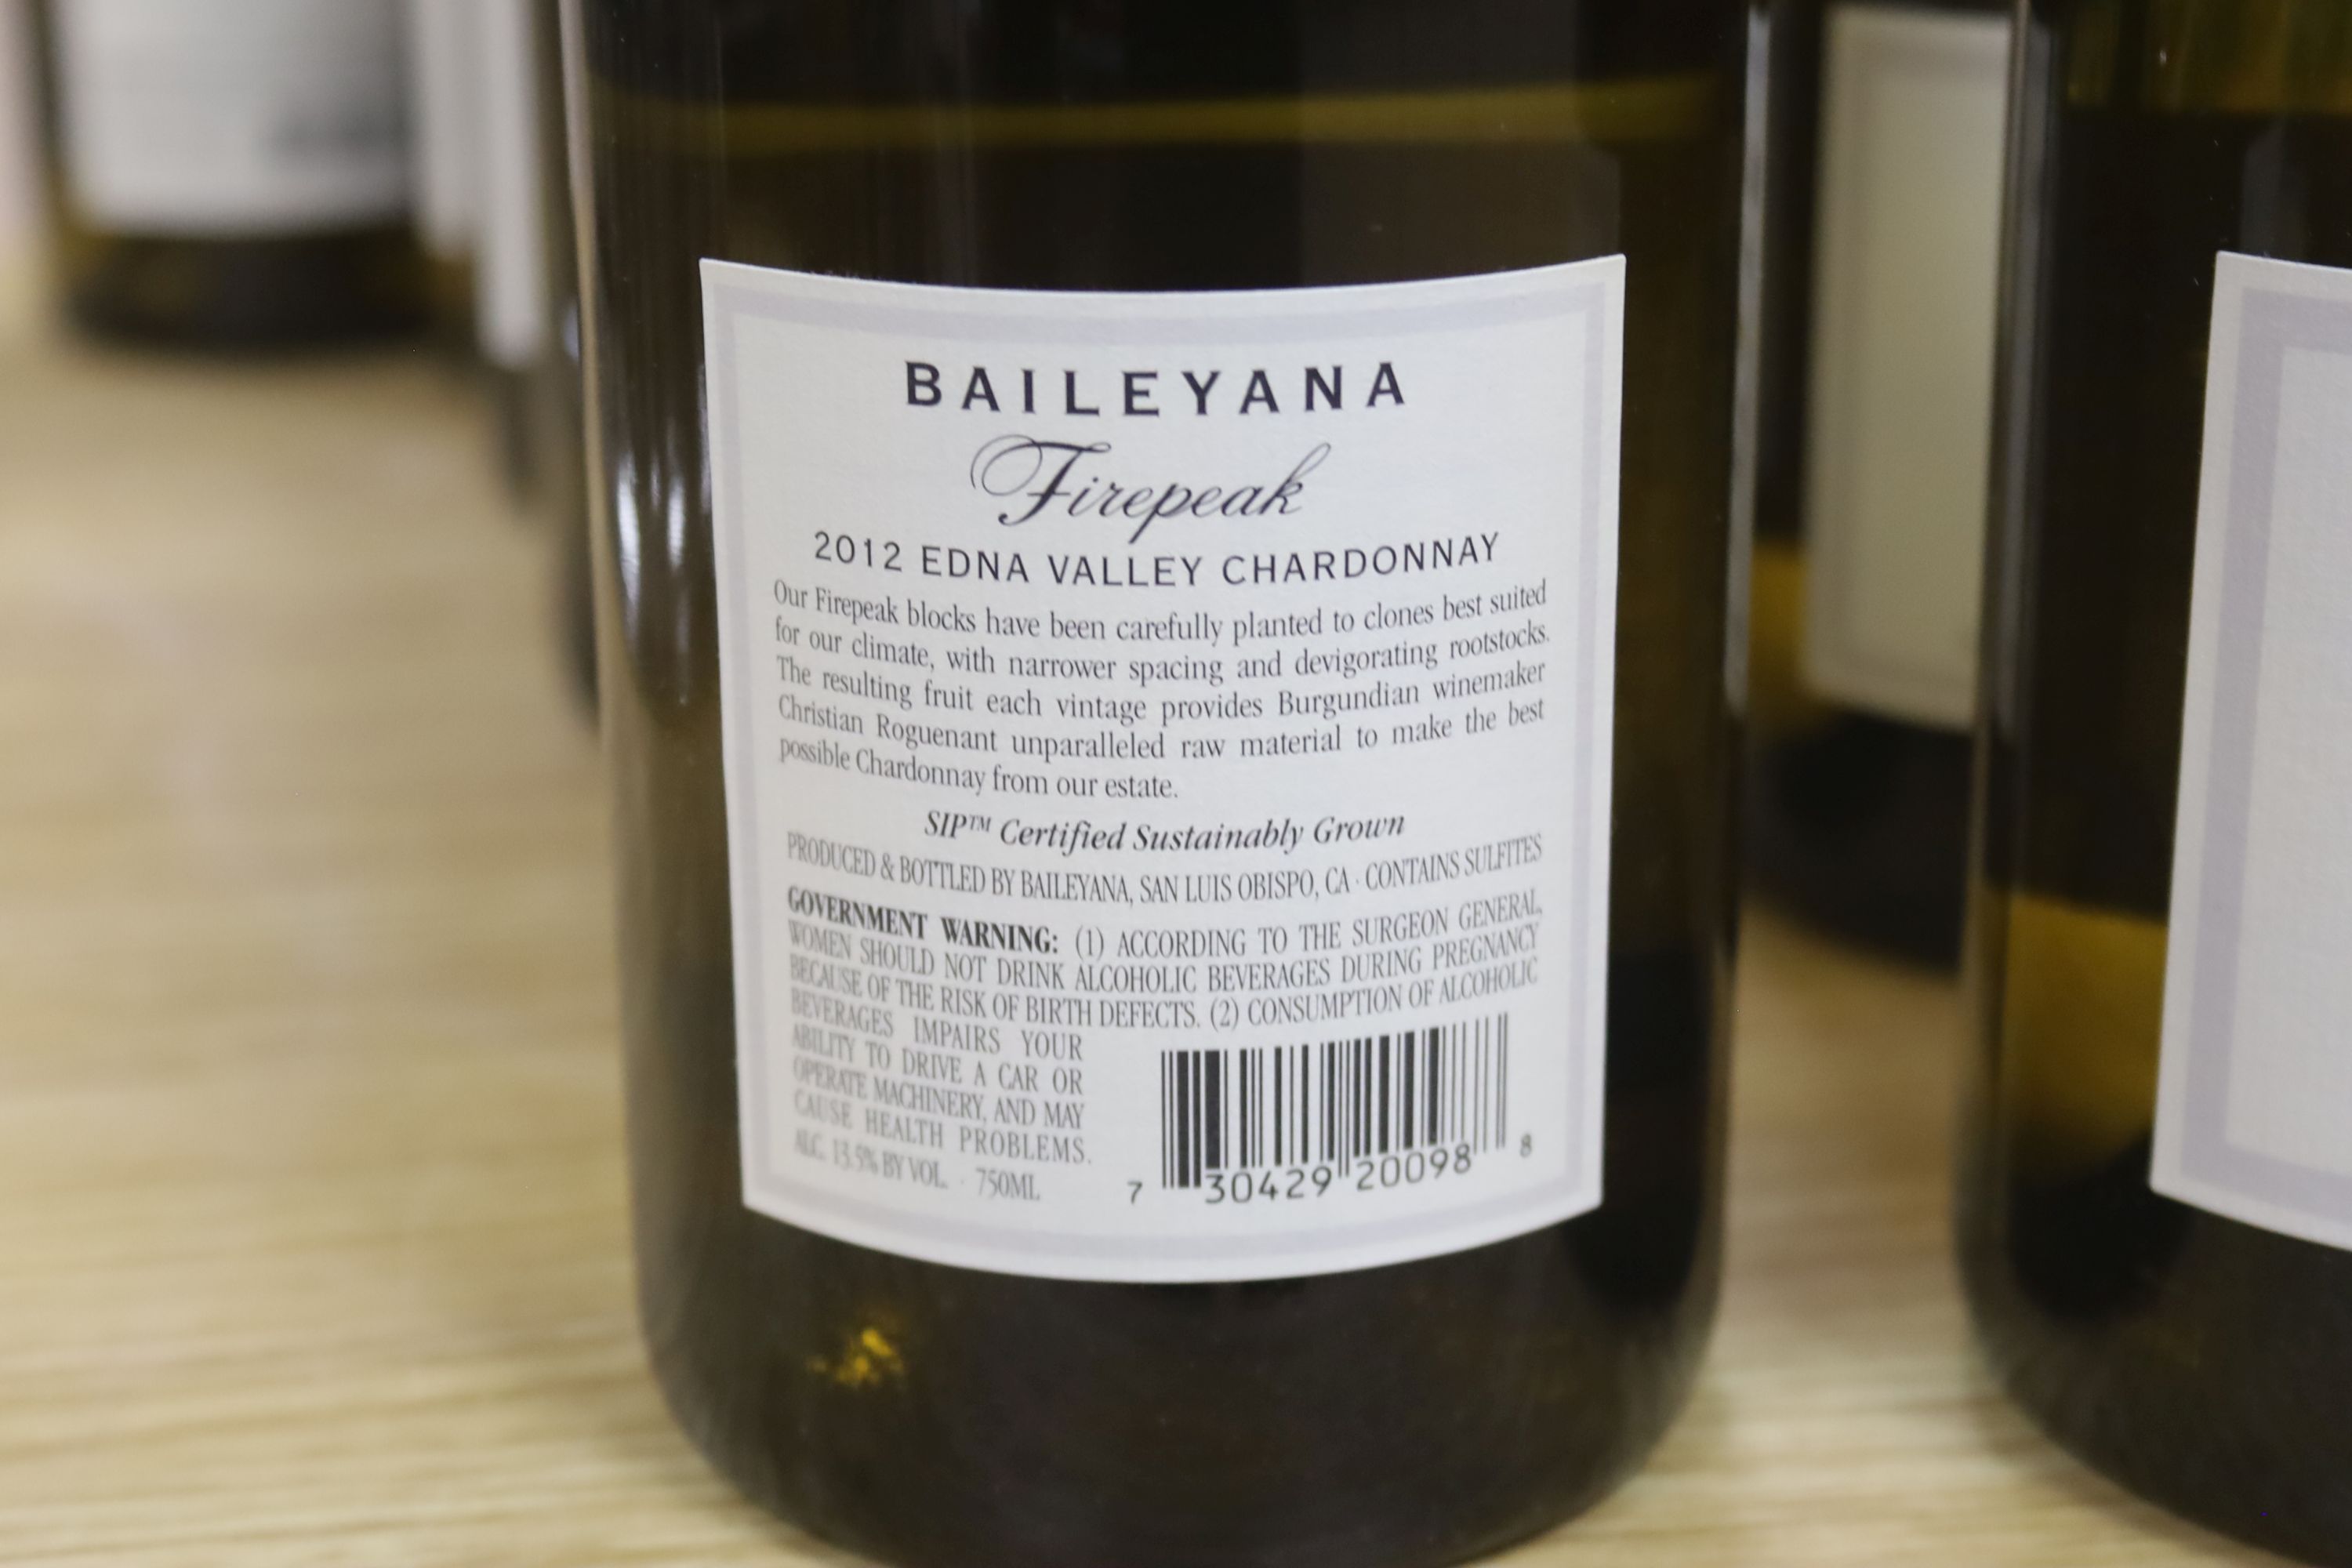 BAILEYANA
Firepeak
2012 EDNA VALLEY CHARDONNAY
Our Firepeak blocks have been carefully planted to clones best suited
for our climate, with narrower spacing and devigorating rootstocks.
The resulting fruit each vintage provides Burgundian winemaker
Christian Roguenant unparalleled raw material to make the best
possible Chardonnay from our estate.
SIP™ Certified Sustainably Grown
PRODUCED & BOTTLED BY BAILEYANA, SAN LUIS OBISPO, CA · CONTAINS SULFITES
GOVERNMENT WARNING: (1) ACCORDING TO THE SURGEON GENERAL,
WOMEN SHOULD NOT DRINK ALCOHOLIC BEVERAGES DURING PREGNANCY
BECAUSE OF THE RISK OF BIRTH DEFECTS. (2) CONSUMPTION OF ALCOHOLIC
BEVERAGES IMPAIRS YOUR
ABILITY TO DRIVE A CAR OR
OPERATE MACHINERY, AND MAY
CAUSE HEALTH PROBLEMS.
ALC. 13.5% BY VOL. · 750ML
7 30429 20098 8